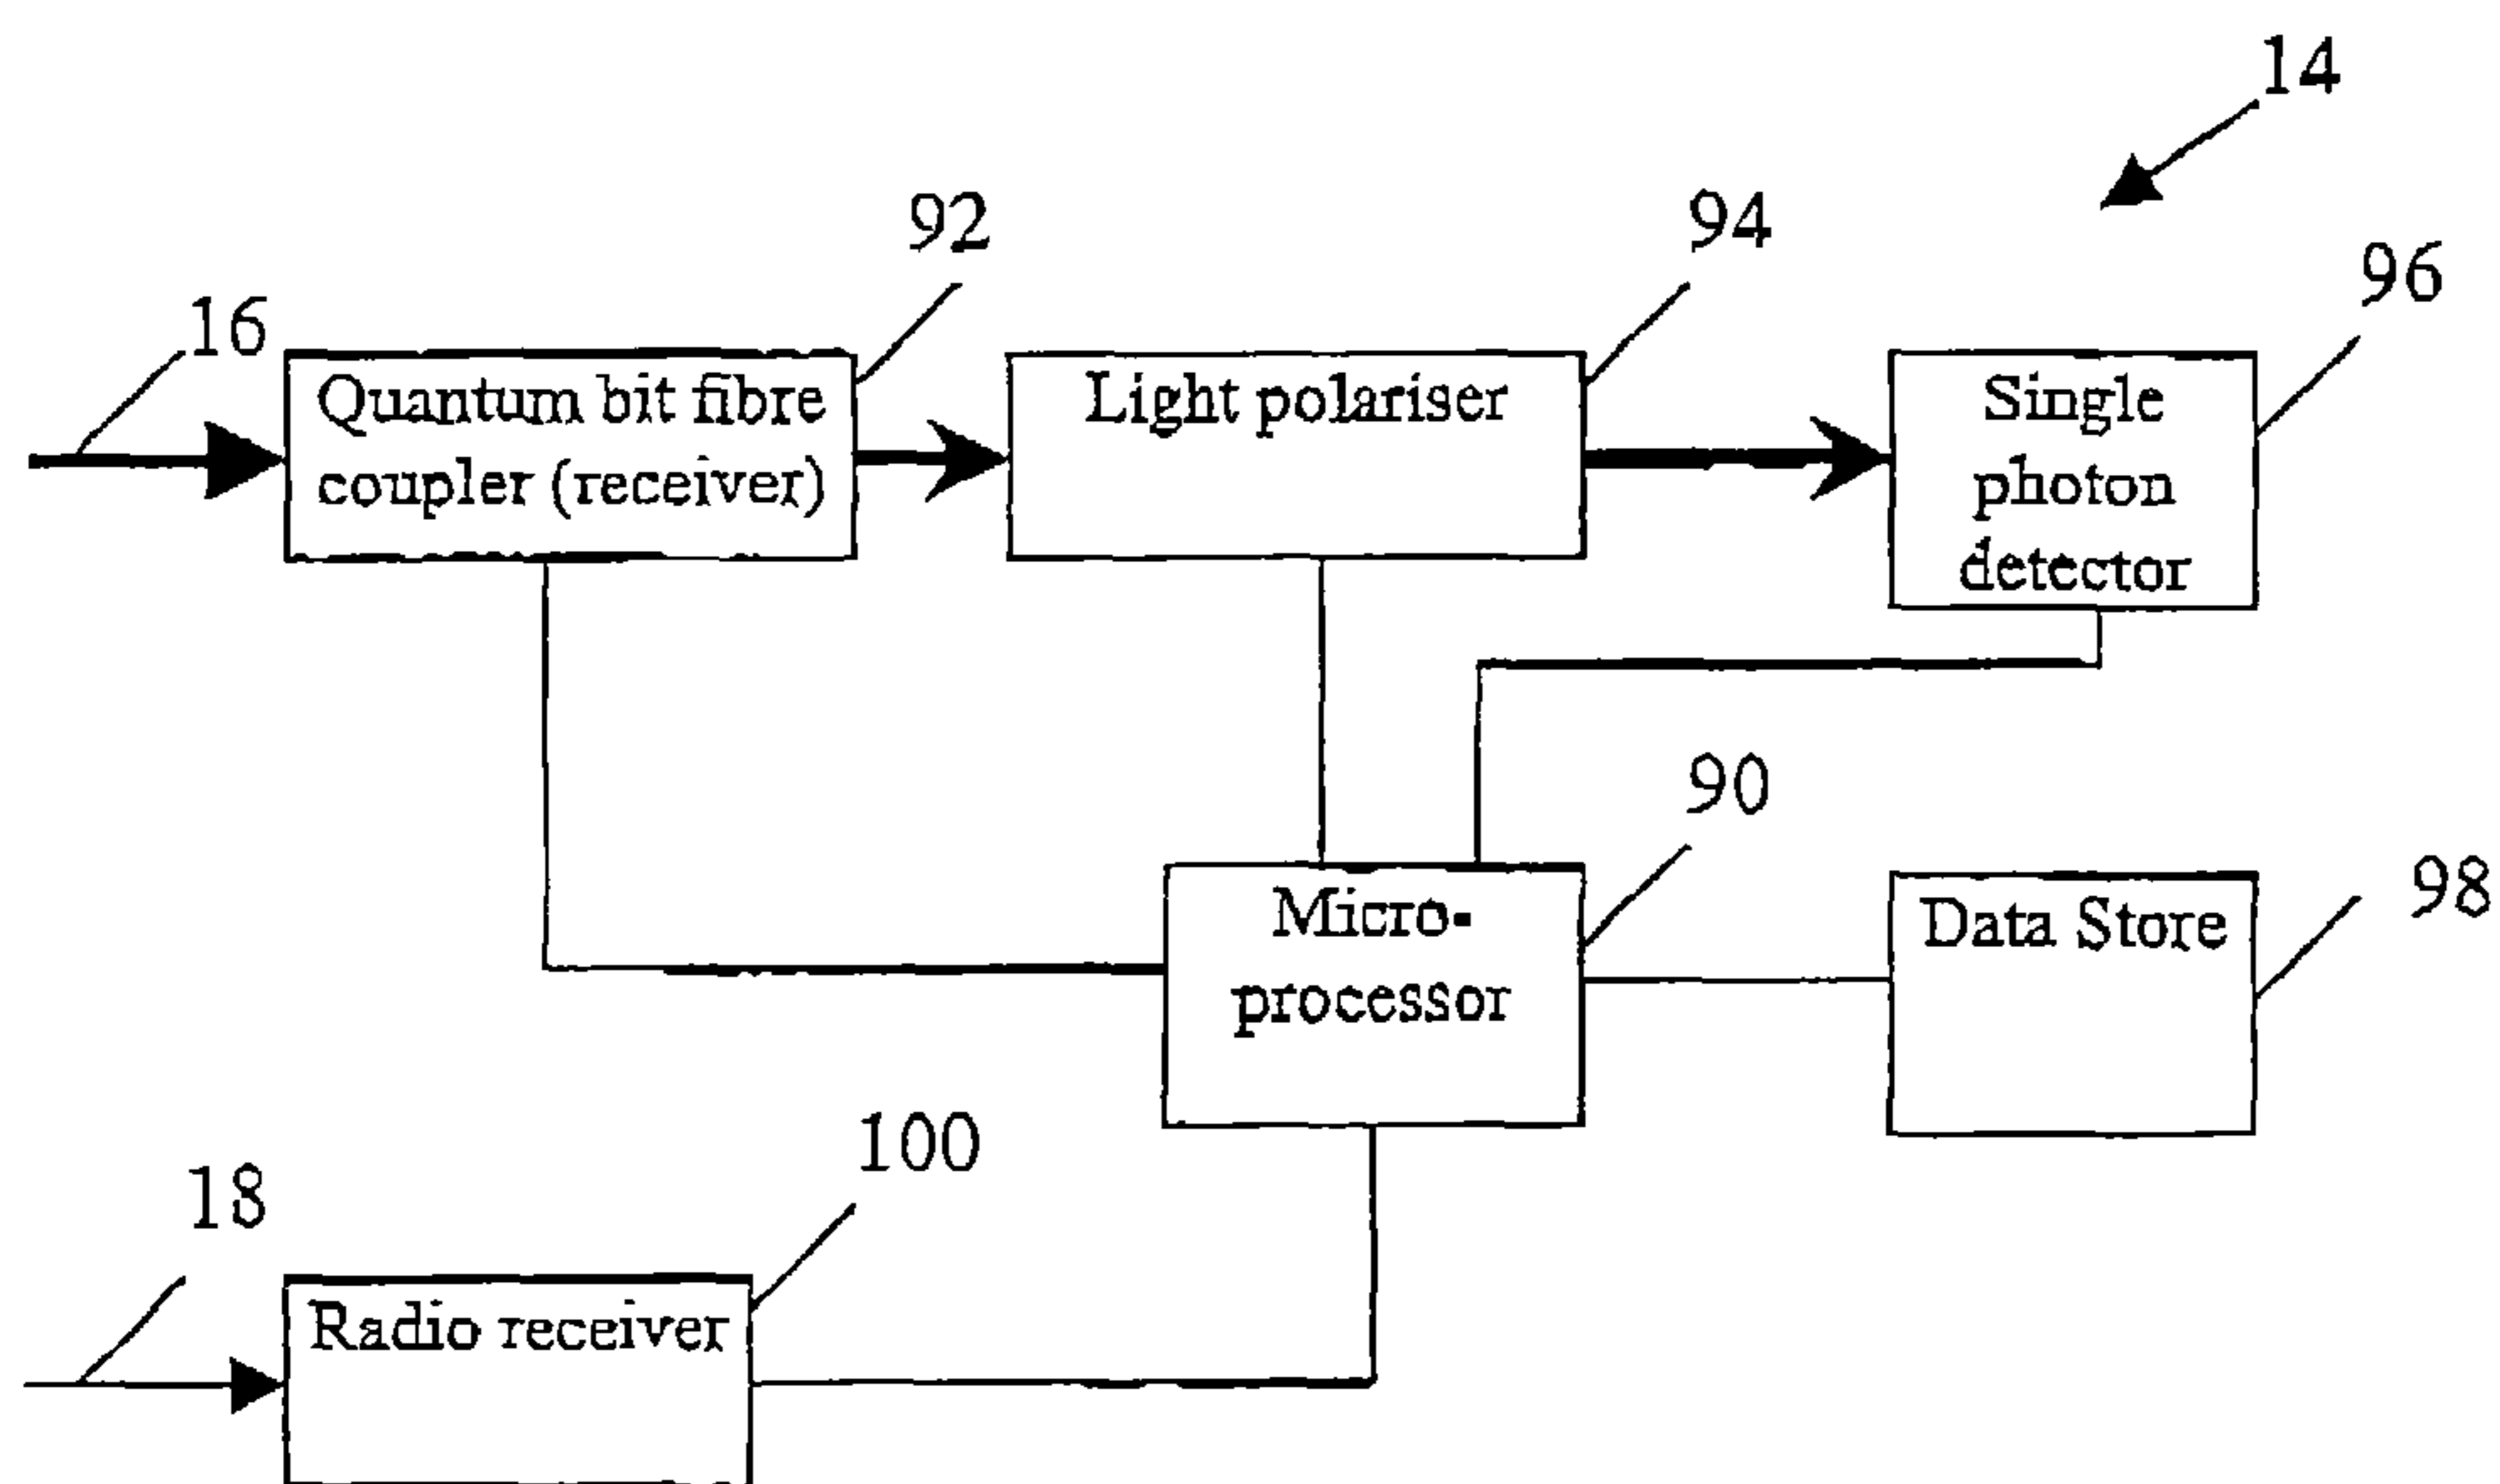 14
92
94
96
16
Quantum bit fibre
coupler (receiver)
Light polariser
Single
photon
detector
90
98
Micro-
processor
Data Store
100
18
Radio receiver